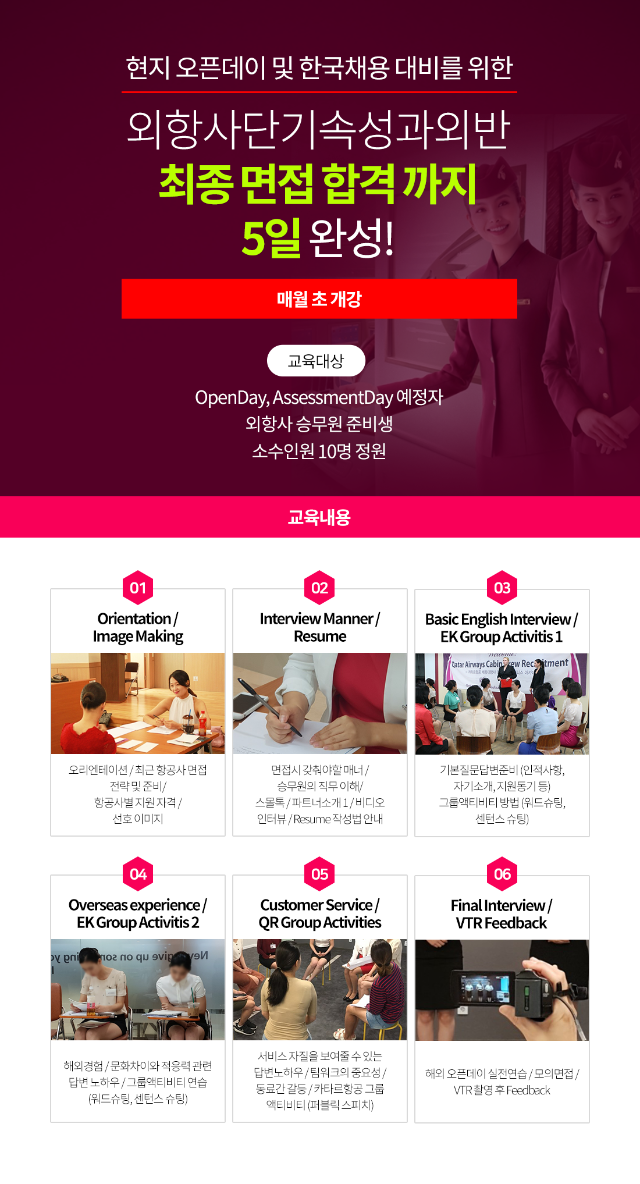 현지 오픈데이 및 한국채용 대비를 위한
외항사단기속성과외반
최종 면접 합격 까지
5일 완성!
매월 초 개강
교육대상
OpenDay, AssessmentDay 예정자
외항사 승무원 준비생
소수인원 10명 정원
교육내용
01
Orientation /
Image Making
오리엔테이션 / 최근 항공사 면접
전략 및 준비 /
항공사별 지원 자격 /
선호 이미지
02
Interview Manner /
Resume
면접시 갖춰야할 매너 /
승무원의 직무 이해/
스몰톡 / 파트너소개 1 / 비디오
인터뷰 / Resume 작성법 안내
03
Basic English Interview /
EK Group Activitis 1
Qatar Airways Cabin Crew Recruitment
기본질문답변준비 (인적사항,
자기소개, 지원동기 등)
그룹액티비티 방법 (워드슈팅,
센턴스 슈팅)
04
Overseas experience /
EK Group Activitis 2
Never give up on som
해외경험 / 문화차이와 적응력 관련
답변 노하우 / 그룹액티비티 연습
(워드슈팅, 센턴스 슈팅)
05
Customer Service /
QR Group Activities
서비스 자질을 보여줄 수 있는
답변노하우 / 팀워크의 중요성 /
동료간 갈등 / 카타르항공 그룹
액티비티 (퍼블릭 스피치)
06
Final Interview /
VTR Feedback
해외 오픈데이 실전연습 / 모의면접 /
VTR 촬영 후 Feedback